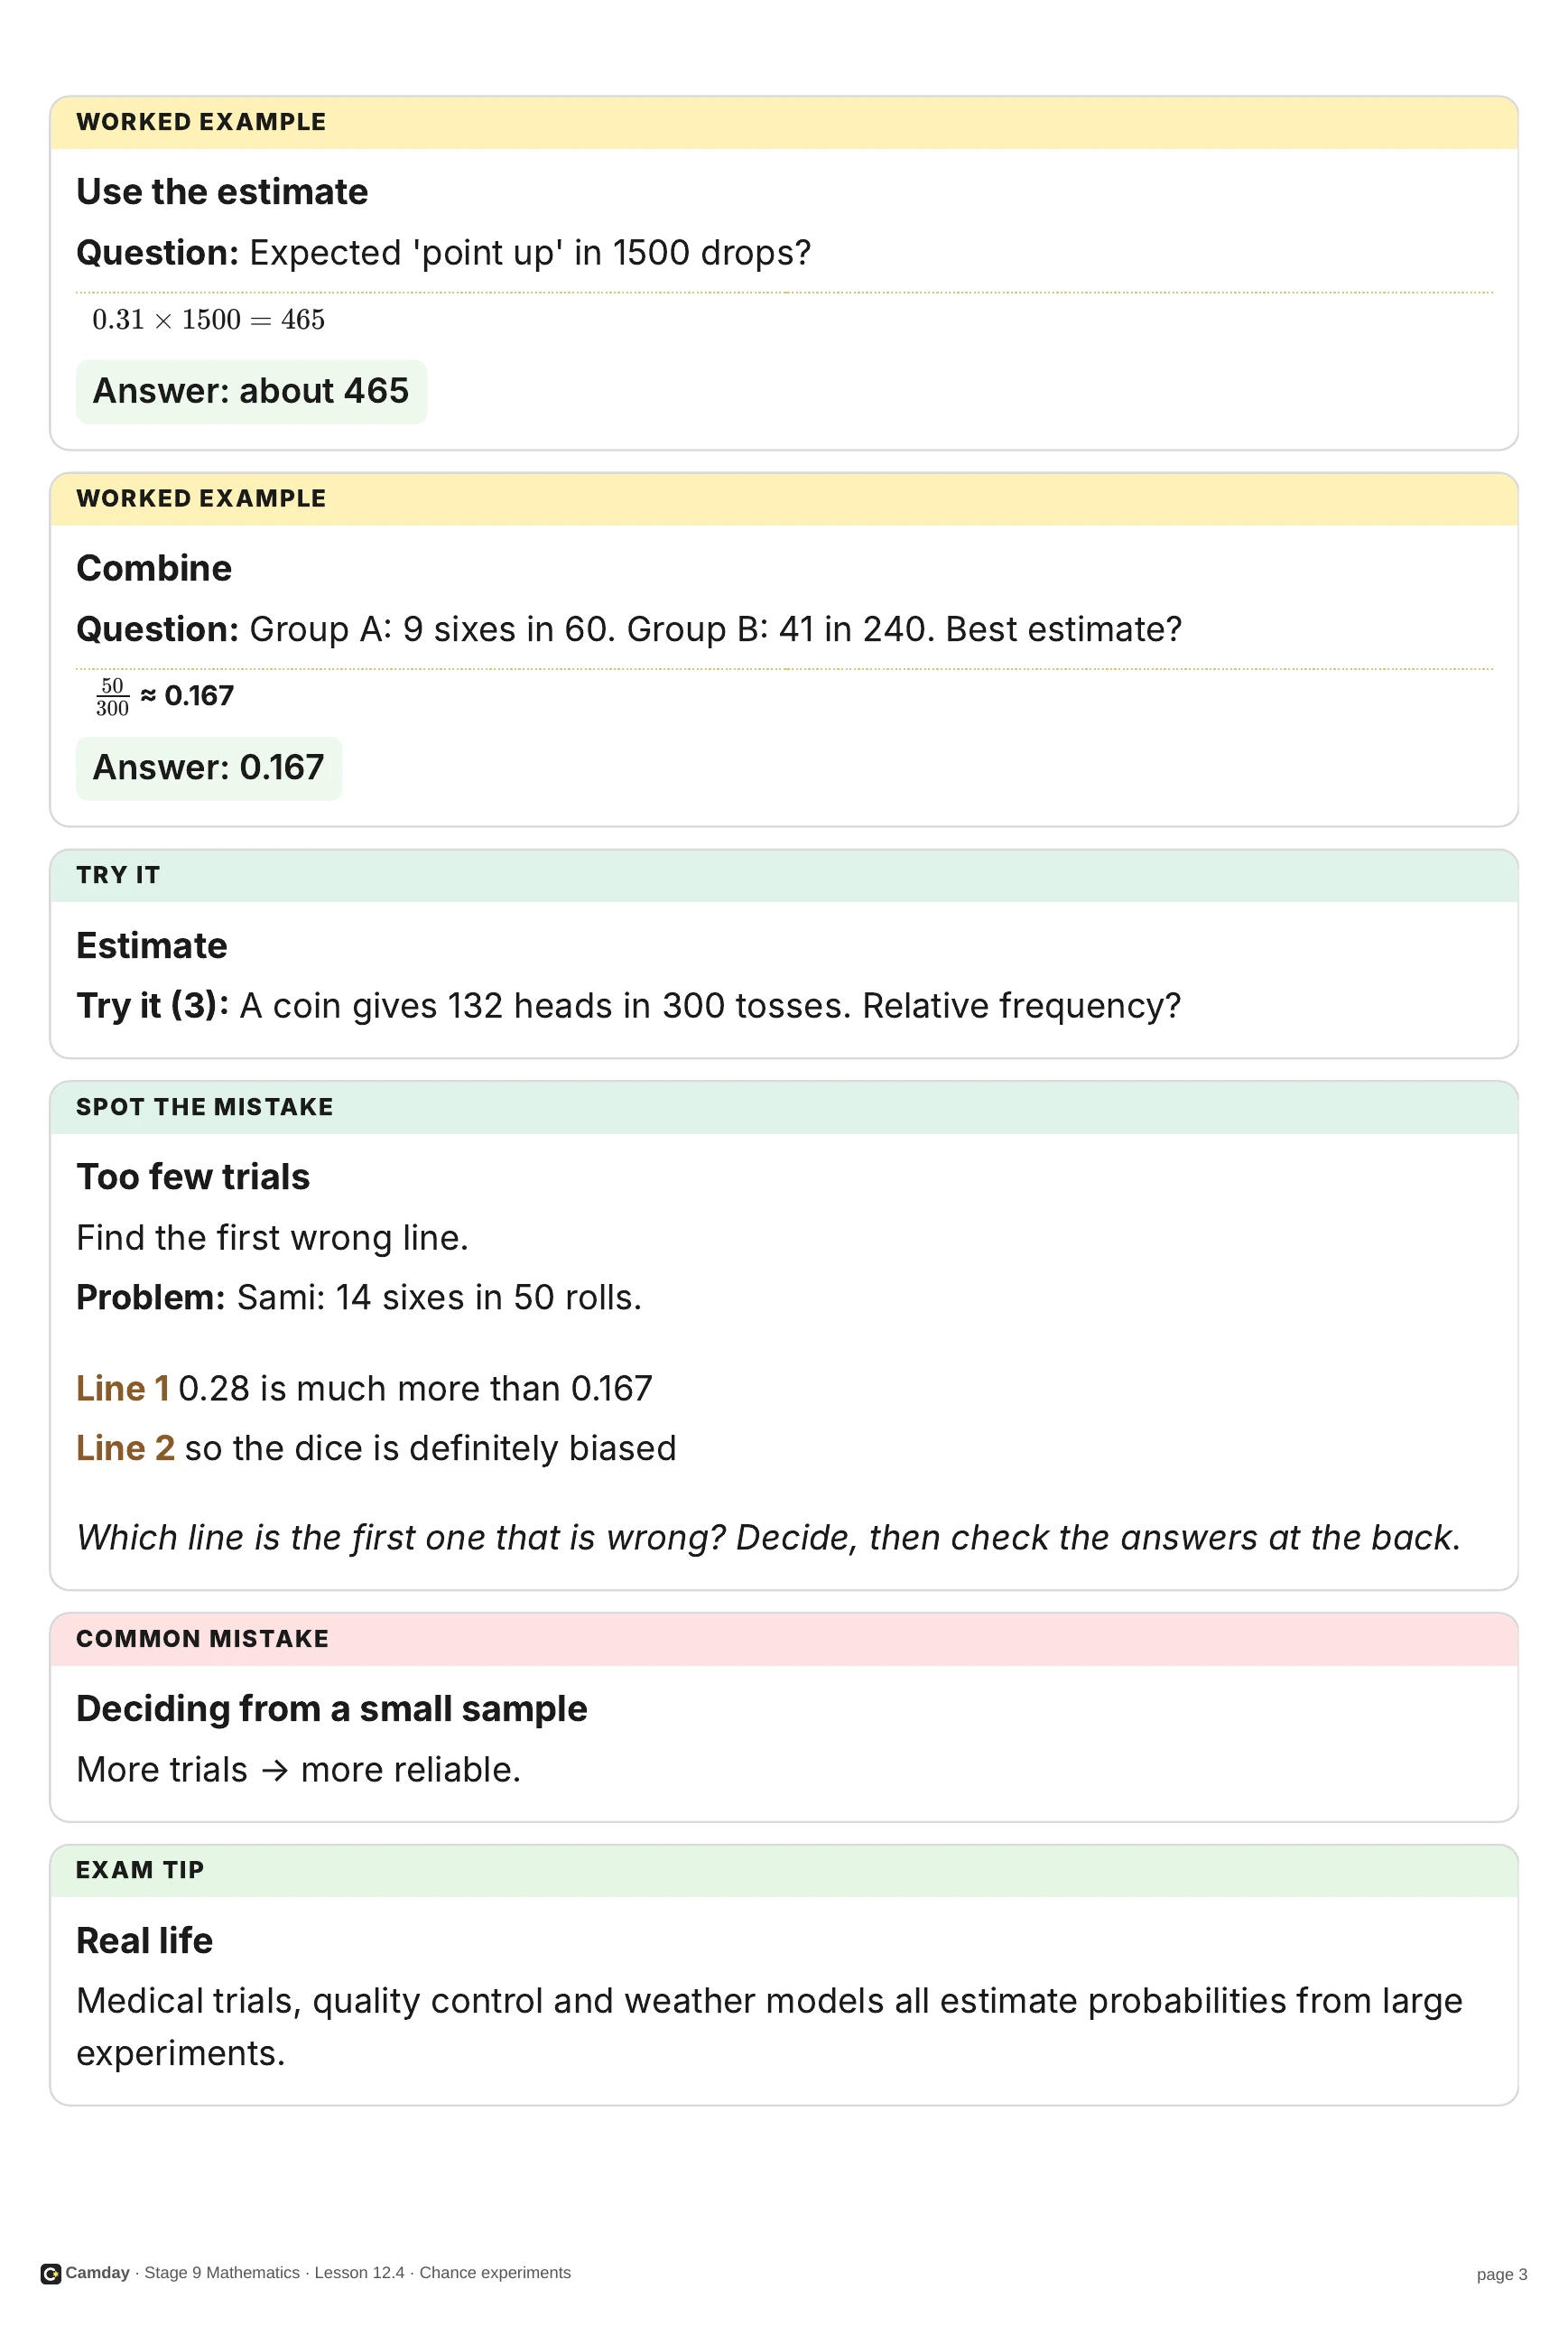 WORKED EXAMPLE
Use the estimate
Question: Expected 'point up' in 1500 drops?
0.31 × 1500 = 465
Answer: about 465
WORKED EXAMPLE
Combine
Question: Group A: 9 sixes in 60. Group B: 41 in 240. Best estimate?
50/300 ≈ 0.167
Answer: 0.167
TRY IT
Estimate
Try it (3): A coin gives 132 heads in 300 tosses. Relative frequency?
SPOT THE MISTAKE
Too few trials
Find the first wrong line.
Problem: Sami: 14 sixes in 50 rolls.
Line 1 0.28 is much more than 0.167
Line 2 so the dice is definitely biased
Which line is the first one that is wrong? Decide, then check the answers at the back.
COMMON MISTAKE
Deciding from a small sample
More trials → more reliable.
EXAM TIP
Real life
Medical trials, quality control and weather models all estimate probabilities from large
experiments.
Camday · Stage 9 Mathematics · Lesson 12.4 · Chance experiments
page 3